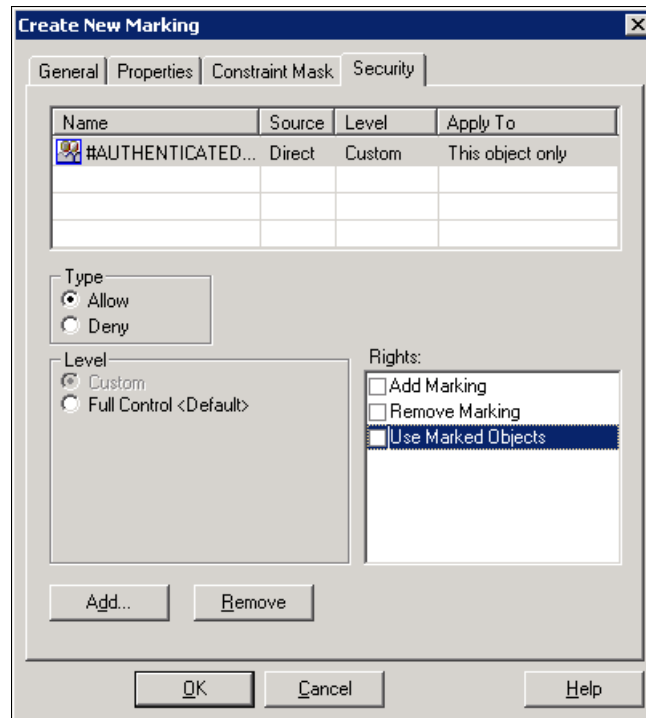 Create New Marking
General Properties Constraint Mask Security
Name Source Level Apply To
#AUTHENTICATED... Direct Custom This object only
Type
Allow
Deny
Level
Custom
Full Control <Default>
Rights:
Add Marking
Remove Marking
Use Marked Objects
Add... Remove
OK Cancel Help